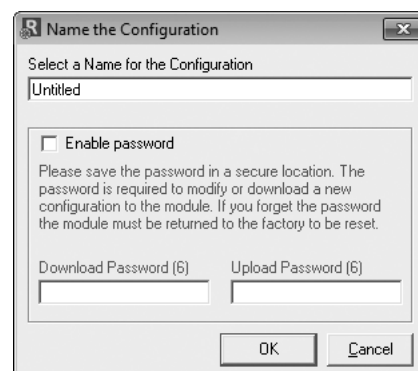 Name the Configuration
Select a Name for the Configuration
Untitled
Enable password
Please save the password in a secure location. The
password is required to modify or download a new
configuration to the module. If you forget the password
the module must be returned to the factory to be reset.
Download Password (6) Upload Password (6)
OK Cancel